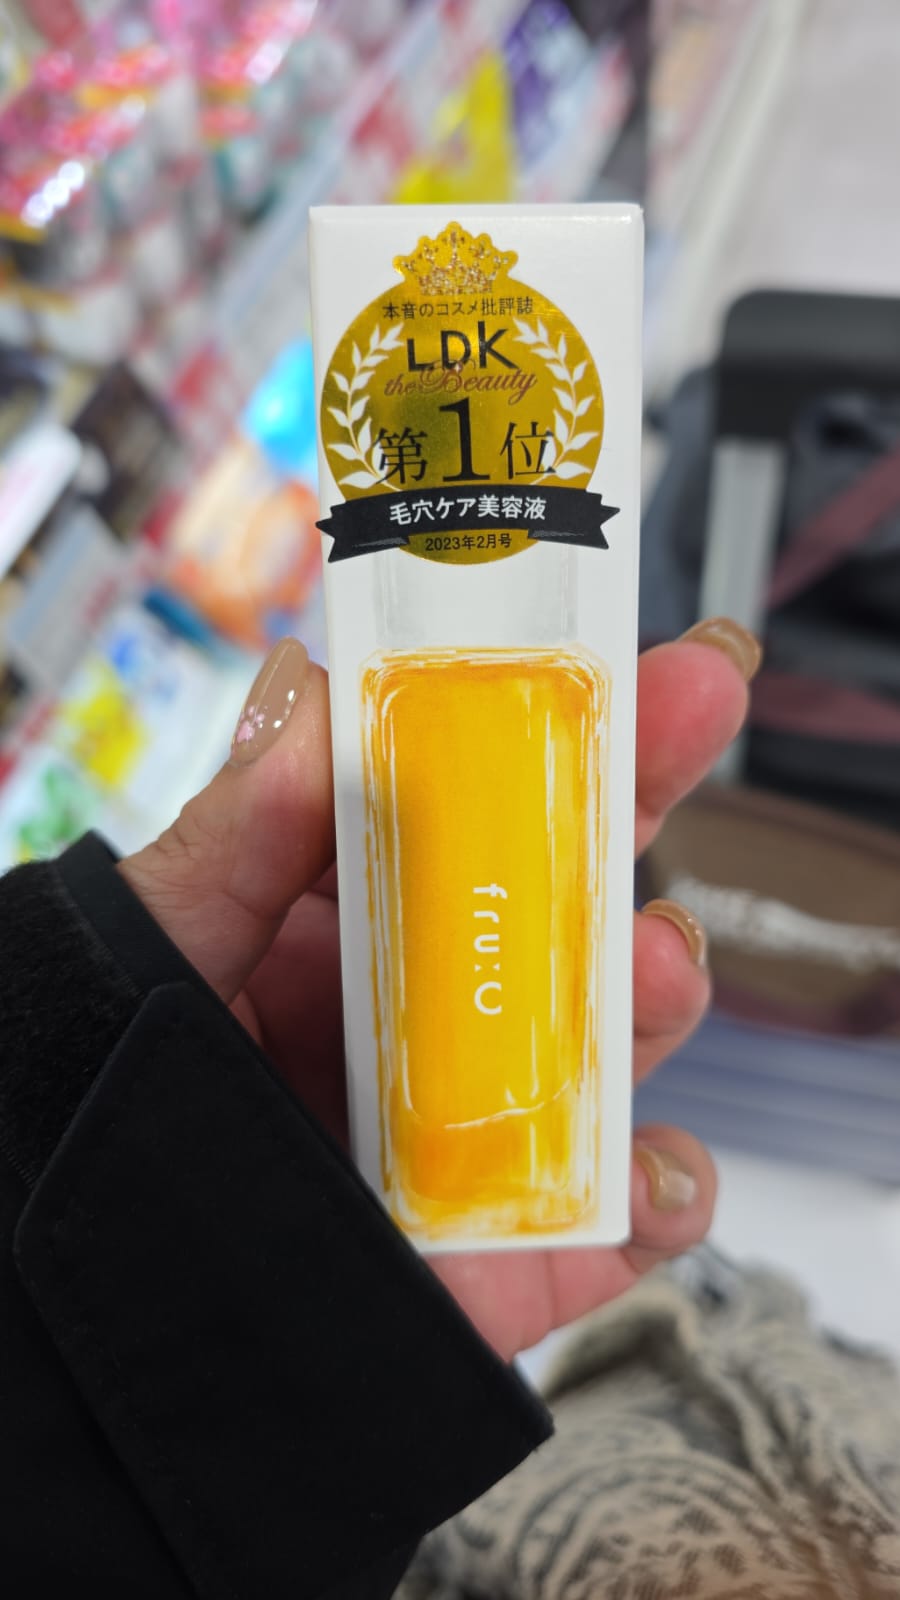 本音のコスメ批評誌
LDK
the Beauty
第1位
毛穴ケア美容液
2023年2月号
fru:C